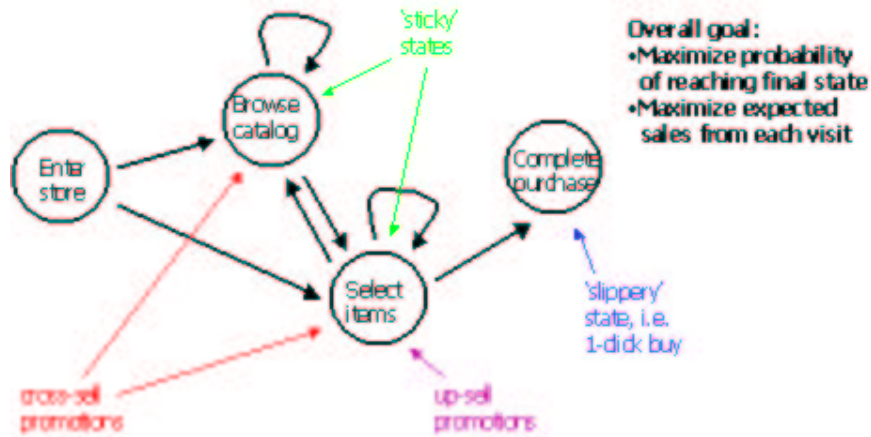 'sticky'
states
Overall goal:
•Maximize probability
of reaching final state
•Maximize expected
sales from each visit
Browse
catalog
Enter
store
Complete
purchase
Select
items
'slippery'
state, i.e.
1-click buy
cross-sell
promotions
up-sell
promotions